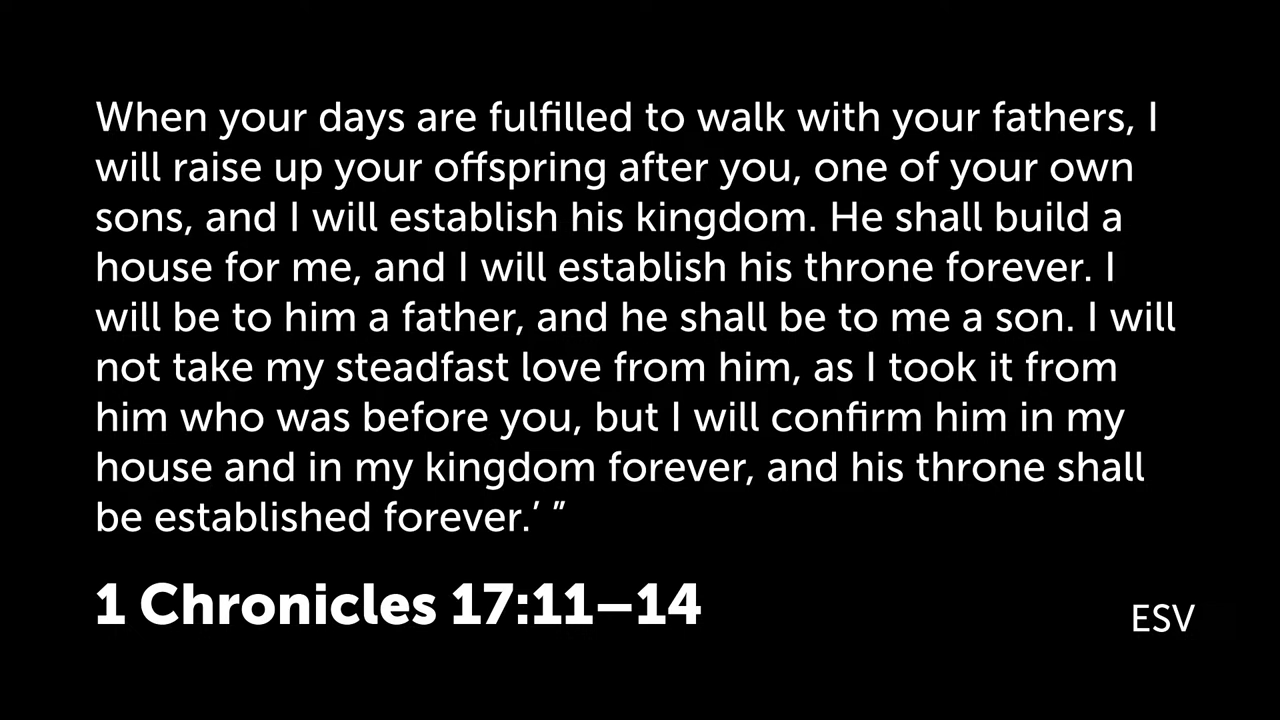 When your days are fulfilled to walk with your fathers, I
will raise up your offspring after you, one of your own
sons, and I will establish his kingdom. He shall build a
house for me, and I will establish his throne forever. I
will be to him a father, and he shall be to me a son. I will
not take my steadfast love from him, as I took it from
him who was before you, but I will confirm him in my
house and in my kingdom forever, and his throne shall
be established forever.’ ”
1 Chronicles 17:11–14
ESV